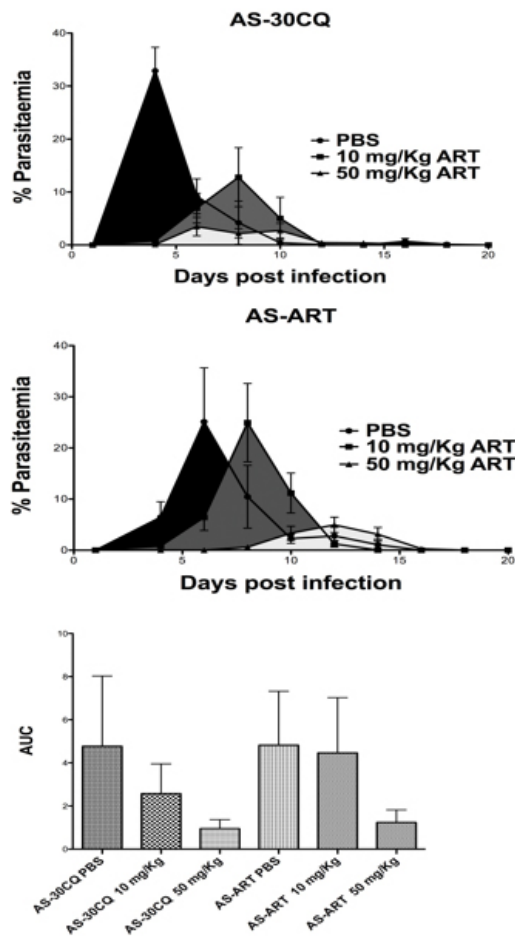 AS-30CQ
% Parasitaemia
40
30
20
10
0
PBS
10 mg/Kg ART
50 mg/Kg ART
0
5
10
15
20
Days post infection
AS-ART
% Parasitaemia
40
30
20
10
0
PBS
10 mg/Kg ART
50 mg/Kg ART
0
5
10
15
20
Days post infection
AUC
10
8
6
4
2
0
AS-30CQ PBS
AS-30CQ 10 mg/Kg
AS-30CQ 50 mg/Kg
AS-ART PBS
AS-ART 10 mg/Kg
AS-ART 50 mg/Kg